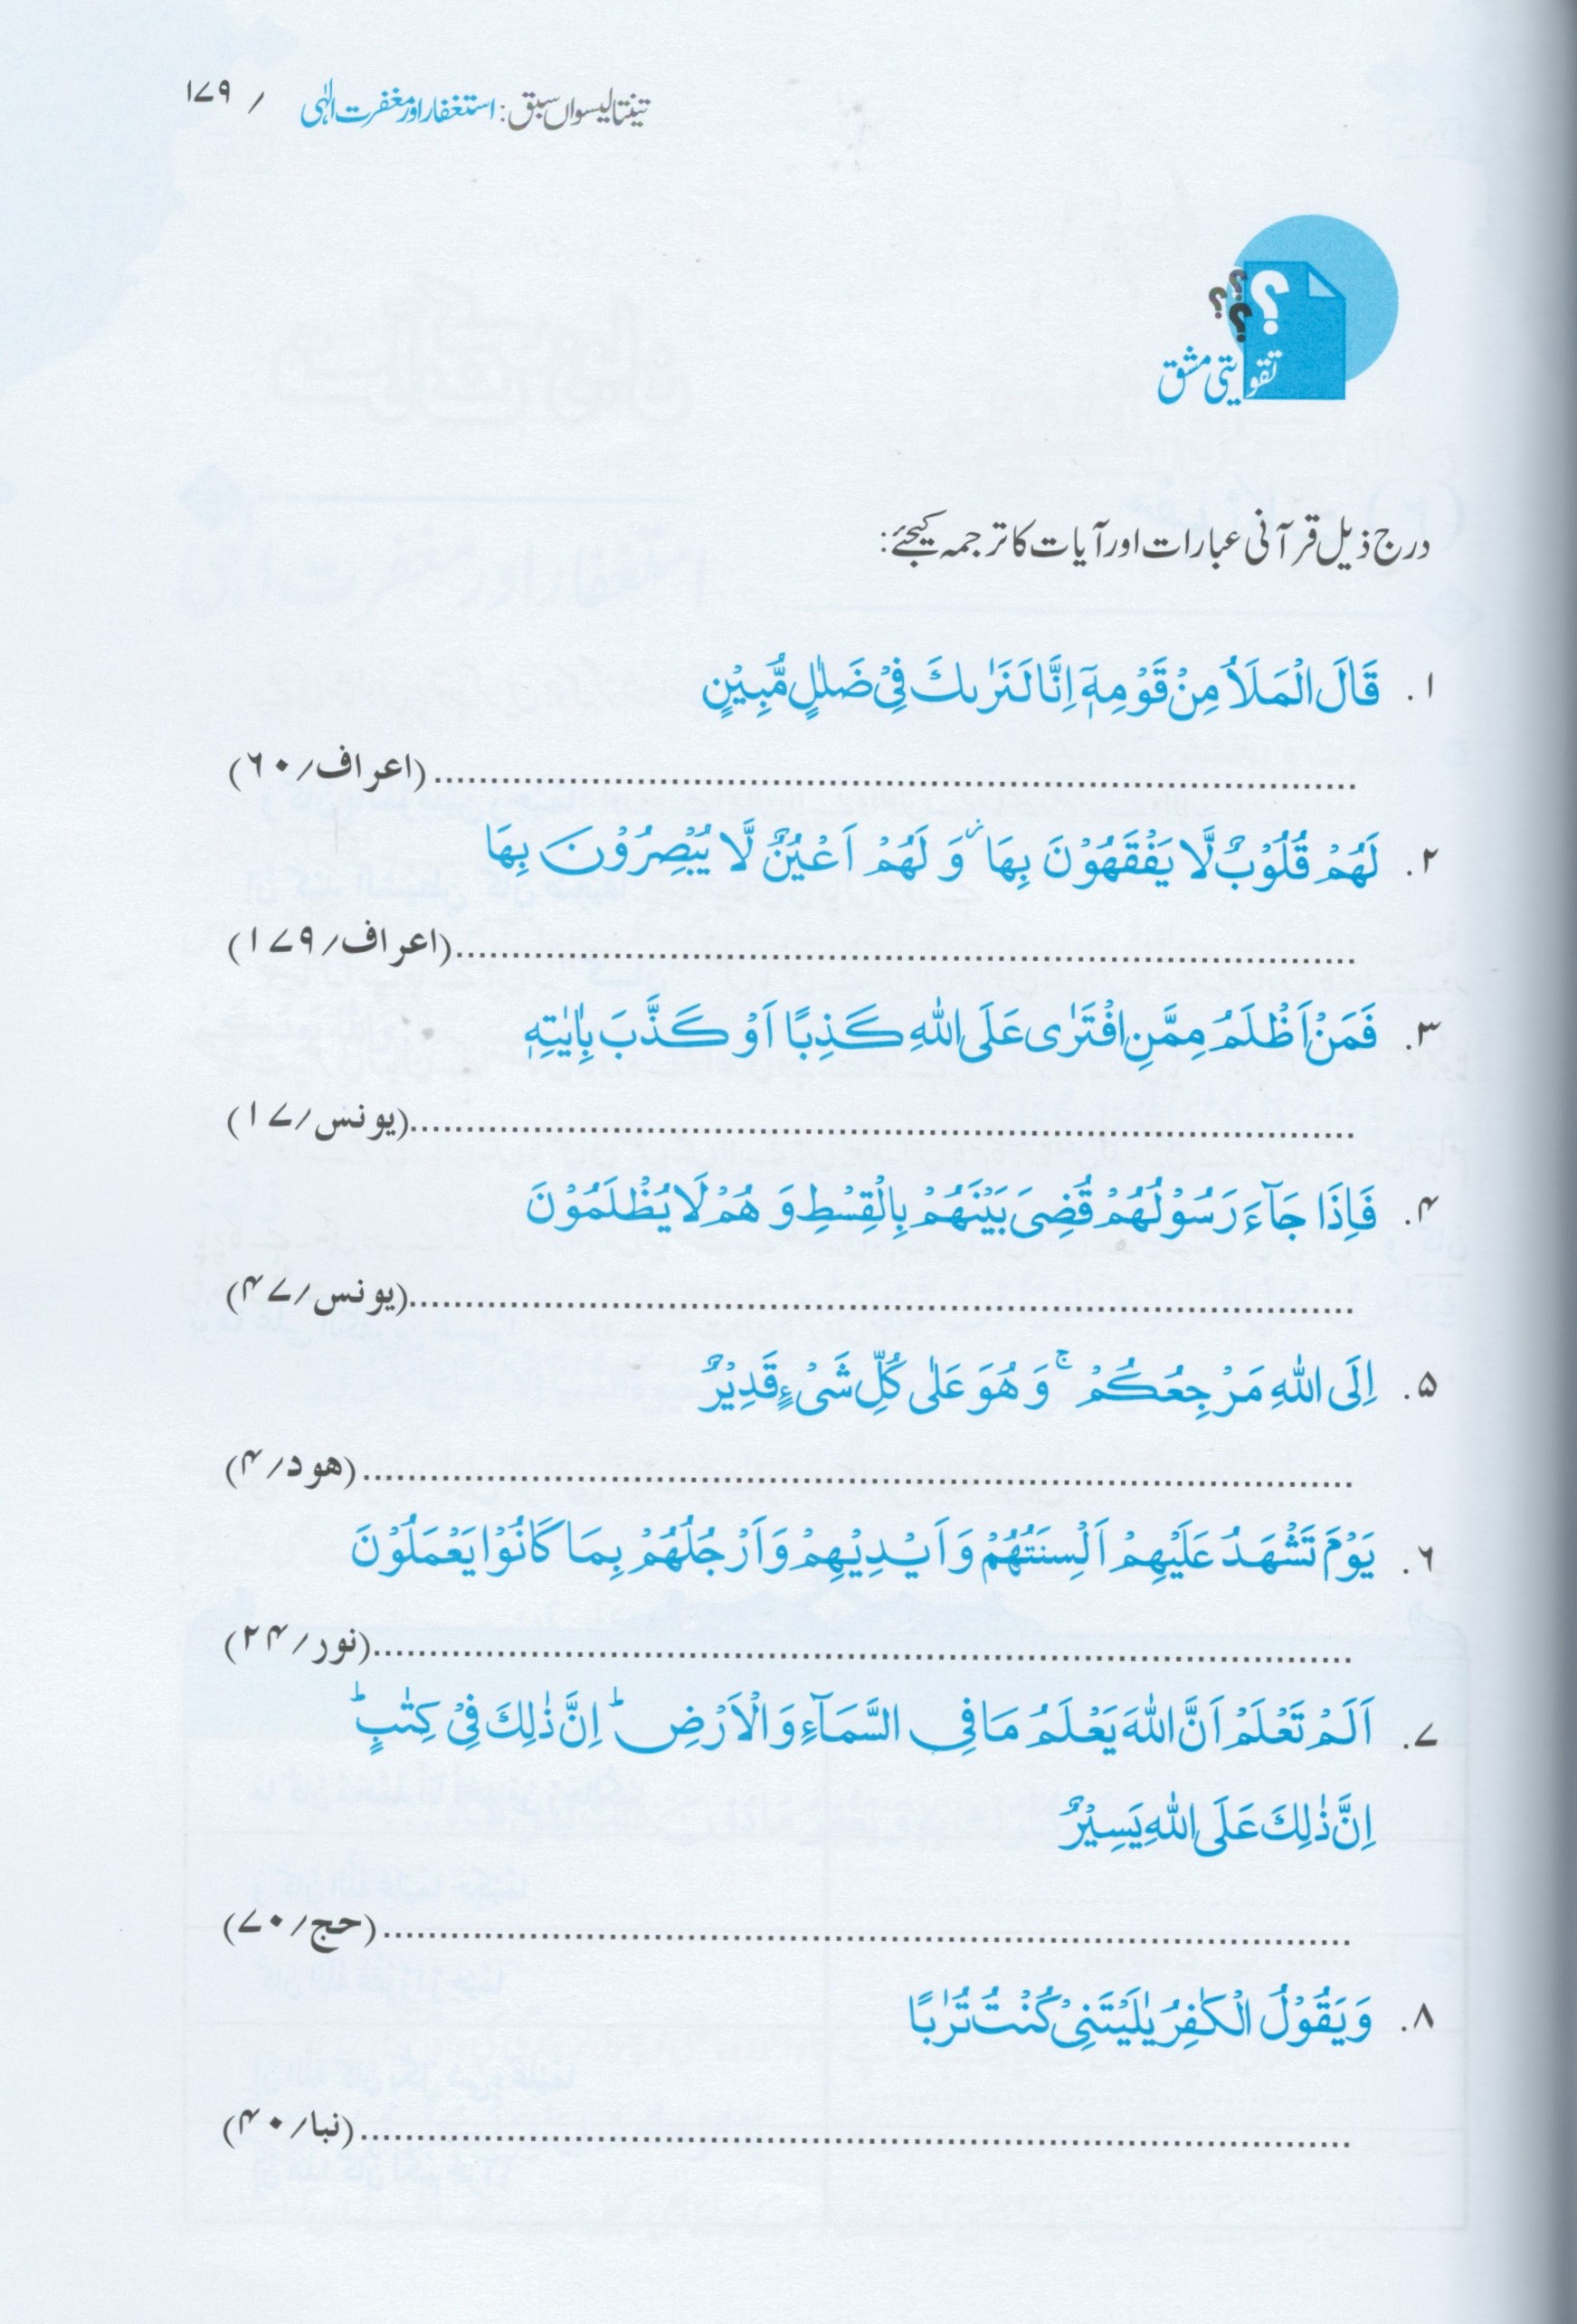 تینتالیسواں سبق: استغفار اور مغفرت الٰہی / ۱۷۹
؟ ؟ ؟ ؟
تقویتی مشق
درج ذیل قرآنی عبارات اور آیات کا ترجمہ کیجئے:
۱. قَالَ الْمَلَاُ مِنْ قَوْمِهٖۤ اِنَّا لَنَرٰىكَ فِیْ ضَلٰلٍ مُّبِیْنٍ
....................(اعراف/۶۰)
۲. لَهُمْ قُلُوْبٌ لَّا یَفْقَهُوْنَ بِهَا ؗ وَ لَهُمْ اَعْیُنٌ لَّا یُبْصِرُوْنَ بِهَا
....................(اعراف/۱۷۹)
۳. فَمَنْ اَظْلَمُ مِمَّنِ افْتَرٰى عَلَى اللّٰهِ كَذِبًا اَوْ كَذَّبَ بِاٰیٰتِهٖ
....................(یونس/۱۷)
۴. فَاِذَا جَآءَ رَسُوْلُهُمْ قُضِیَ بَیْنَهُمْ بِالْقِسْطِ وَ هُمْ لَا یُظْلَمُوْنَ
....................(یونس/۴۷)
۵. اِلَى اللّٰهِ مَرْجِعُكُمْ ۚ وَ هُوَ عَلٰى كُلِّ شَیْءٍ قَدِیْرٌ
....................(هود/۴)
۶. یَوْمَ تَشْهَدُ عَلَیْهِمْ اَلْسِنَتُهُمْ وَ اَیْدِیْهِمْ وَ اَرْجُلُهُمْ بِمَا كَانُوْا یَعْمَلُوْنَ
....................(نور/۲۴)
۷. اَلَمْ تَعْلَمْ اَنَّ اللّٰهَ یَعْلَمُ مَا فِی السَّمَآءِ وَ الْاَرْضِ ؕ اِنَّ ذٰلِكَ فِیْ كِتٰبٍ ؕ
اِنَّ ذٰلِكَ عَلَى اللّٰهِ یَسِیْرٌ
....................(حج/۷۰)
۸. وَ یَقُوْلُ الْكٰفِرُ یٰلَیْتَنِیْ كُنْتُ تُرٰبًا
....................(نبا/۴۰)